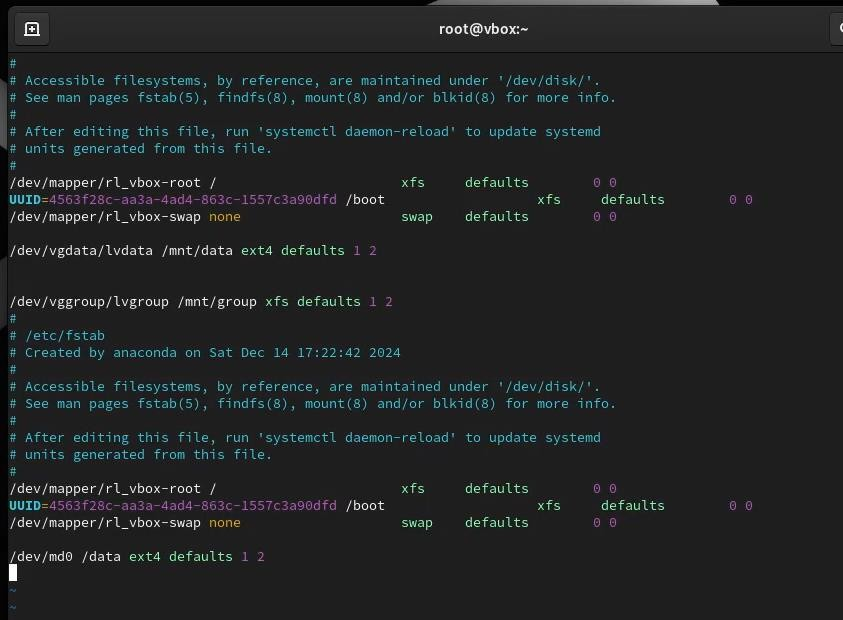 root@vbox:~
#
# Accessible filesystems, by reference, are maintained under '/dev/disk/'.
# See man pages fstab(5), findfs(8), mount(8) and/or blkid(8) for more info.
#
# After editing this file, run 'systemctl daemon-reload' to update systemd
# units generated from this file.
#
/dev/mapper/rl_vbox-root / xfs defaults 0 0
UUID=4563f28c-aa3a-4ad4-863c-1557c3a90dfd /boot xfs defaults 0 0
/dev/mapper/rl_vbox-swap none swap defaults 0 0
/dev/vgdata/lvdata /mnt/data ext4 defaults 1 2
/dev/vggroup/lvgroup /mnt/group xfs defaults 1 2
#
# /etc/fstab
# Created by anaconda on Sat Dec 14 17:22:42 2024
#
# Accessible filesystems, by reference, are maintained under '/dev/disk/'.
# See man pages fstab(5), findfs(8), mount(8) and/or blkid(8) for more info.
#
# After editing this file, run 'systemctl daemon-reload' to update systemd
# units generated from this file.
#
/dev/mapper/rl_vbox-root / xfs defaults 0 0
UUID=4563f28c-aa3a-4ad4-863c-1557c3a90dfd /boot xfs defaults 0 0
/dev/mapper/rl_vbox-swap none swap defaults 0 0
/dev/md0 /data ext4 defaults 1 2
~
~